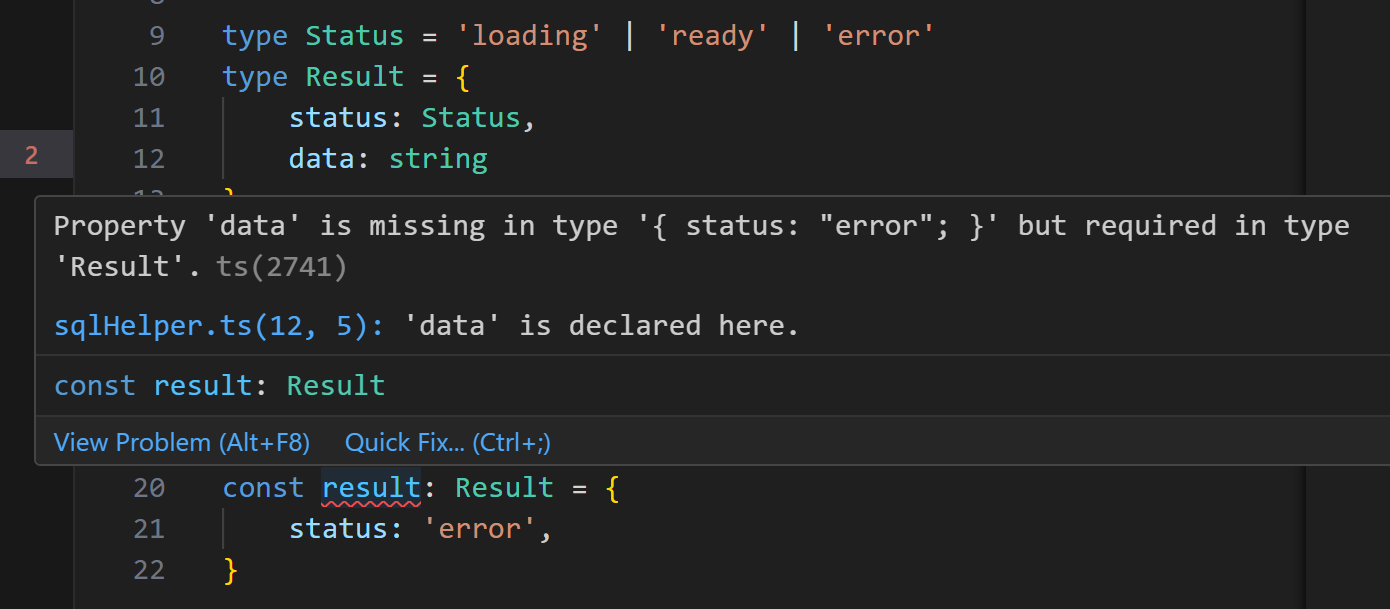 9 type Status = 'loading' | 'ready' | 'error'
10 type Result = {
11 status: Status,
2
12 data: string
Property 'data' is missing in type '{ status: "error"; }' but required in type
'Result'. ts(2741)
sqlHelper.ts(12, 5): 'data' is declared here.
const result: Result
View Problem (Alt+F8) Quick Fix... (Ctrl+;)
20 const result: Result = {
21 status: 'error',
22 }